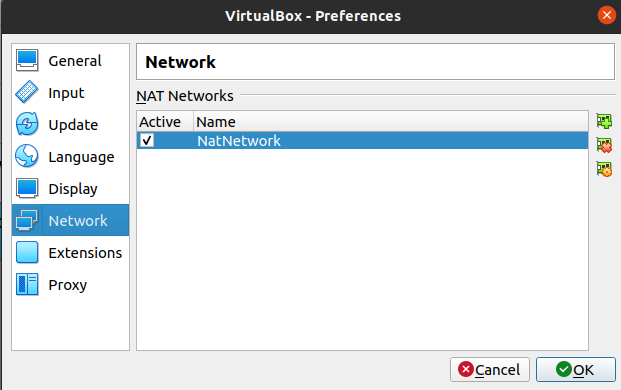 VirtualBox - Preferences
General
Input
Update
Language
Display
Network
Extensions
Proxy
Network
NAT Networks
Active Name
NatNetwork
Cancel OK